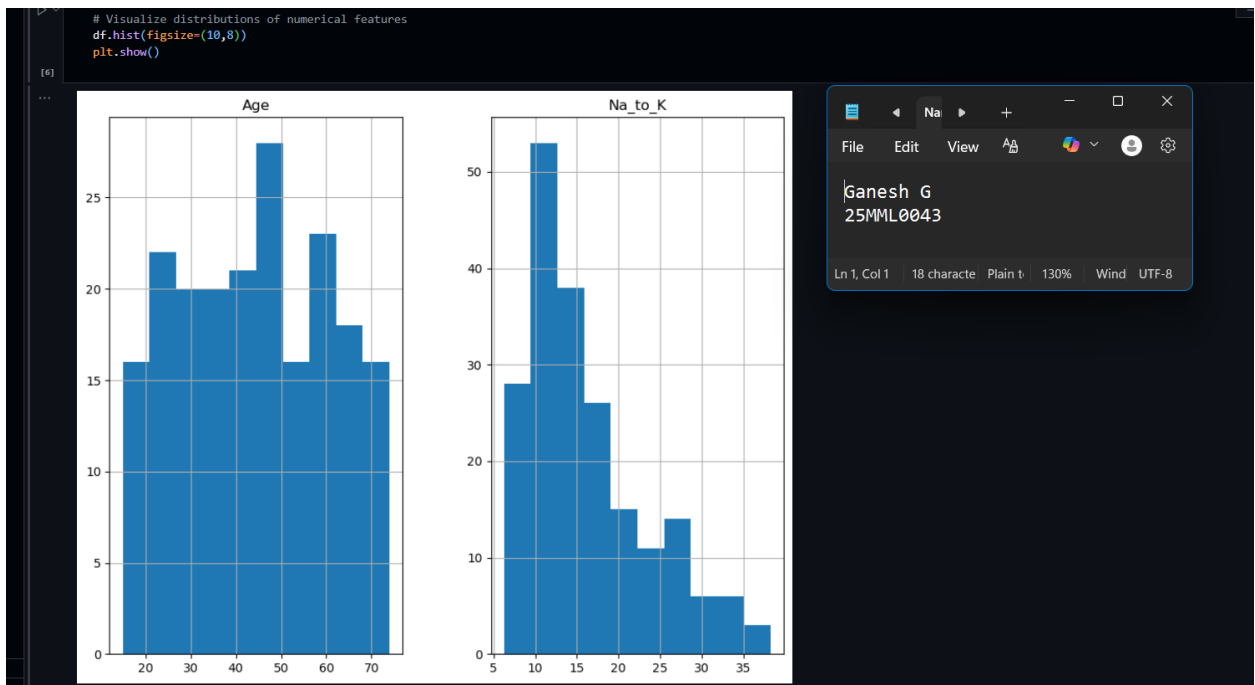 # Visualize distributions of numerical features
df.hist(figsize=(10,8))
plt.show()
[6]
...
Age
25
20
15
10
5
0
20 30 40 50 60 70
Na_to_K
50
40
30
20
10
0
5 10 15 20 25 30 35
File Edit View
Ganesh G
25MML0043
Ln 1, Col 1 18 characte Plain t 130% Wind UTF-8